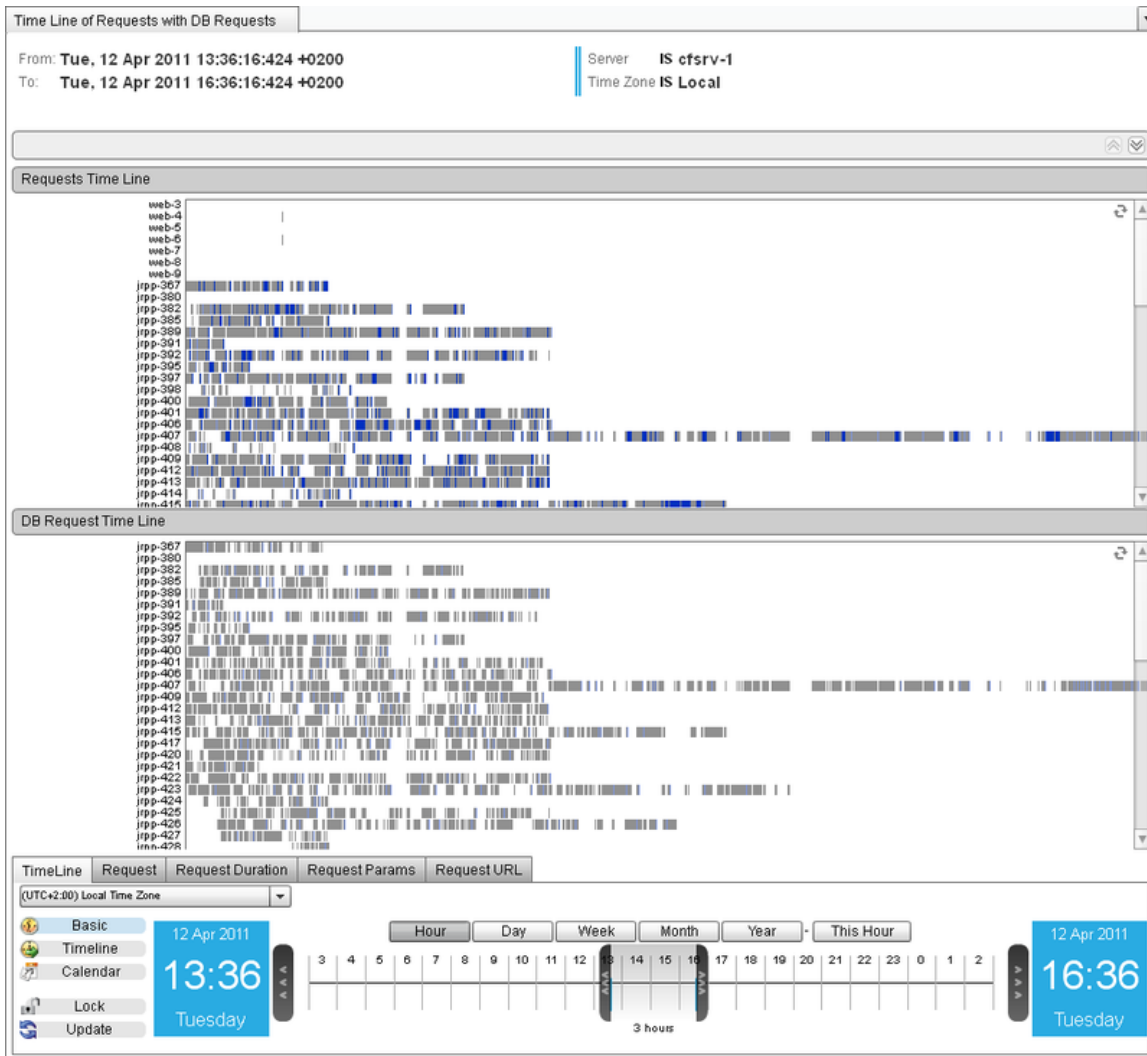 Time Line of Requests with DB Requests
From: Tue, 12 Apr 2011 13:36:16:424 +0200
Server IS cfsrv-1
To: Tue, 12 Apr 2011 16:36:16:424 +0200
Time Zone IS Local
Requests Time Line
web-3
web-4
web-5
web-6
web-7
web-8
web-9
jrpp-367
jrpp-380
jrpp-382
jrpp-385
jrpp-389
jrpp-391
jrpp-392
jrpp-395
jrpp-397
jrpp-398
jrpp-400
jrpp-401
jrpp-406
jrpp-407
jrpp-408
jrpp-409
jrpp-412
jrpp-413
jrpp-414
jrpp-415
DB Request Time Line
jrpp-367
jrpp-380
jrpp-382
jrpp-385
jrpp-389
jrpp-391
jrpp-392
jrpp-395
jrpp-397
jrpp-400
jrpp-401
jrpp-406
jrpp-407
jrpp-409
jrpp-412
jrpp-413
jrpp-415
jrpp-417
jrpp-420
jrpp-421
jrpp-422
jrpp-423
jrpp-424
jrpp-425
jrpp-426
jrpp-427
jrpp-428
TimeLine Request Request Duration Request Params Request URL
(UTC+2:00) Local Time Zone
Basic
Timeline
Calendar
Lock
Update
12 Apr 2011
13:36
Tuesday
Hour Day Week Month Year - This Hour
3 4 5 6 7 8 9 10 11 12 13 14 15 16 17 18 19 20 21 22 23 0 1 2
3 hours
12 Apr 2011
16:36
Tuesday